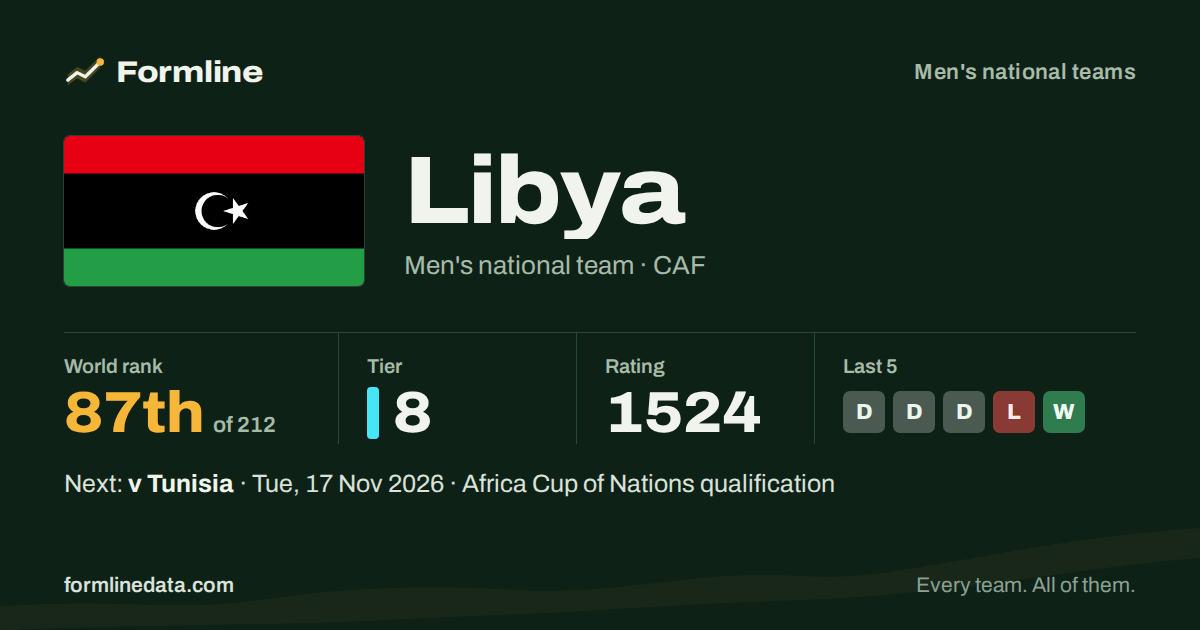 Formline
Men's national teams
Libya
Men's national team · CAF
World rank
87th of 212
Tier
8
Rating
1524
Last 5
D D D L W
Next: v Tunisia · Tue, 17 Nov 2026 · Africa Cup of Nations qualification
formlinedata.com
Every team. All of them.